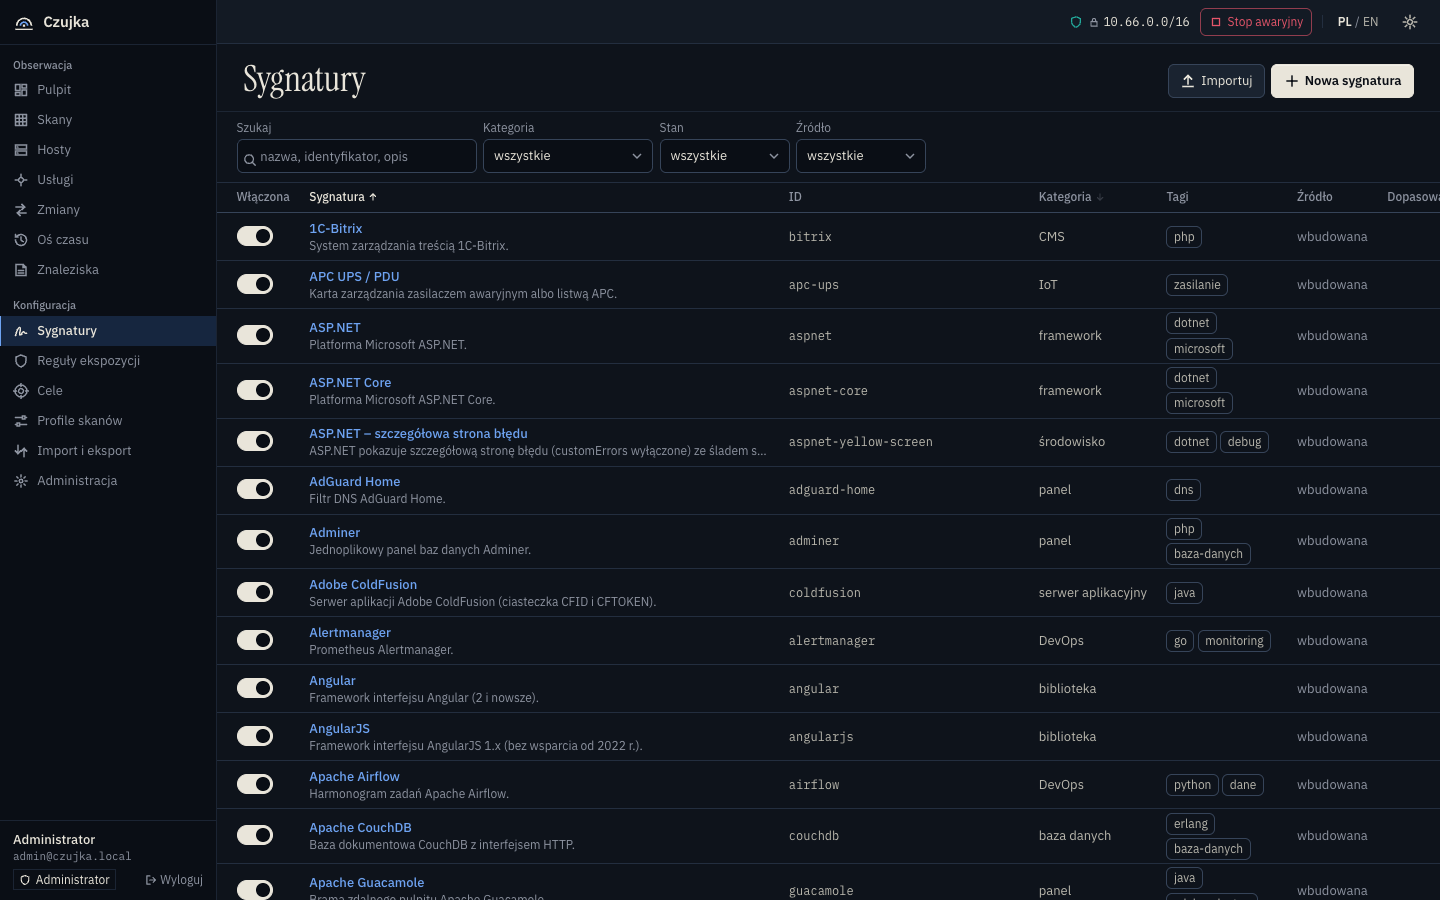 Czujka
10.66.0.0/16
Stop awaryjny
PL / EN
Obserwacja
Pulpit
Skany
Hosty
Usługi
Zmiany
Oś czasu
Znaleziska
Konfiguracja
Sygnatury
Reguły ekspozycji
Cele
Profile skanów
Import i eksport
Administracja
Administrator
admin@czujka.local
Administrator
Wyloguj
Sygnatury
Importuj
Nowa sygnatura
Szukaj
Kategoria
Stan
Źródło
nazwa, identyfikator, opis
wszystkie
wszystkie
wszystkie
Włączona
Sygnatura ↑
ID
Kategoria ↓
Tagi
Źródło
Dopasowa
1C-Bitrix
System zarządzania treścią 1C-Bitrix.
bitrix
CMS
php
wbudowana
APC UPS / PDU
Karta zarządzania zasilaczem awaryjnym albo listwą APC.
apc-ups
IoT
zasilanie
wbudowana
ASP.NET
Platforma Microsoft ASP.NET.
aspnet
framework
dotnet
microsoft
wbudowana
ASP.NET Core
Platforma Microsoft ASP.NET Core.
aspnet-core
framework
dotnet
microsoft
wbudowana
ASP.NET – szczegółowa strona błędu
ASP.NET pokazuje szczegółową stronę błędu (customErrors wyłączone) ze śladem s...
aspnet-yellow-screen
środowisko
dotnet
debug
wbudowana
AdGuard Home
Filtr DNS AdGuard Home.
adguard-home
panel
dns
wbudowana
Adminer
Jednoplikowy panel baz danych Adminer.
adminer
panel
php
baza-danych
wbudowana
Adobe ColdFusion
Serwer aplikacji Adobe ColdFusion (ciasteczka CFID i CFTOKEN).
coldfusion
serwer aplikacyjny
java
wbudowana
Alertmanager
Prometheus Alertmanager.
alertmanager
DevOps
go
monitoring
wbudowana
Angular
Framework interfejsu Angular (2 i nowsze).
angular
biblioteka
wbudowana
AngularJS
Framework interfejsu AngularJS 1.x (bez wsparcia od 2022 r.).
angularjs
biblioteka
wbudowana
Apache Airflow
Harmonogram zadań Apache Airflow.
airflow
DevOps
python
dane
wbudowana
Apache CouchDB
Baza dokumentowa CouchDB z interfejsem HTTP.
couchdb
baza danych
erlang
baza-danych
wbudowana
Apache Guacamole
Brama zdalnego pulpitu Apache Guacamole.
guacamole
panel
java
wbudowana